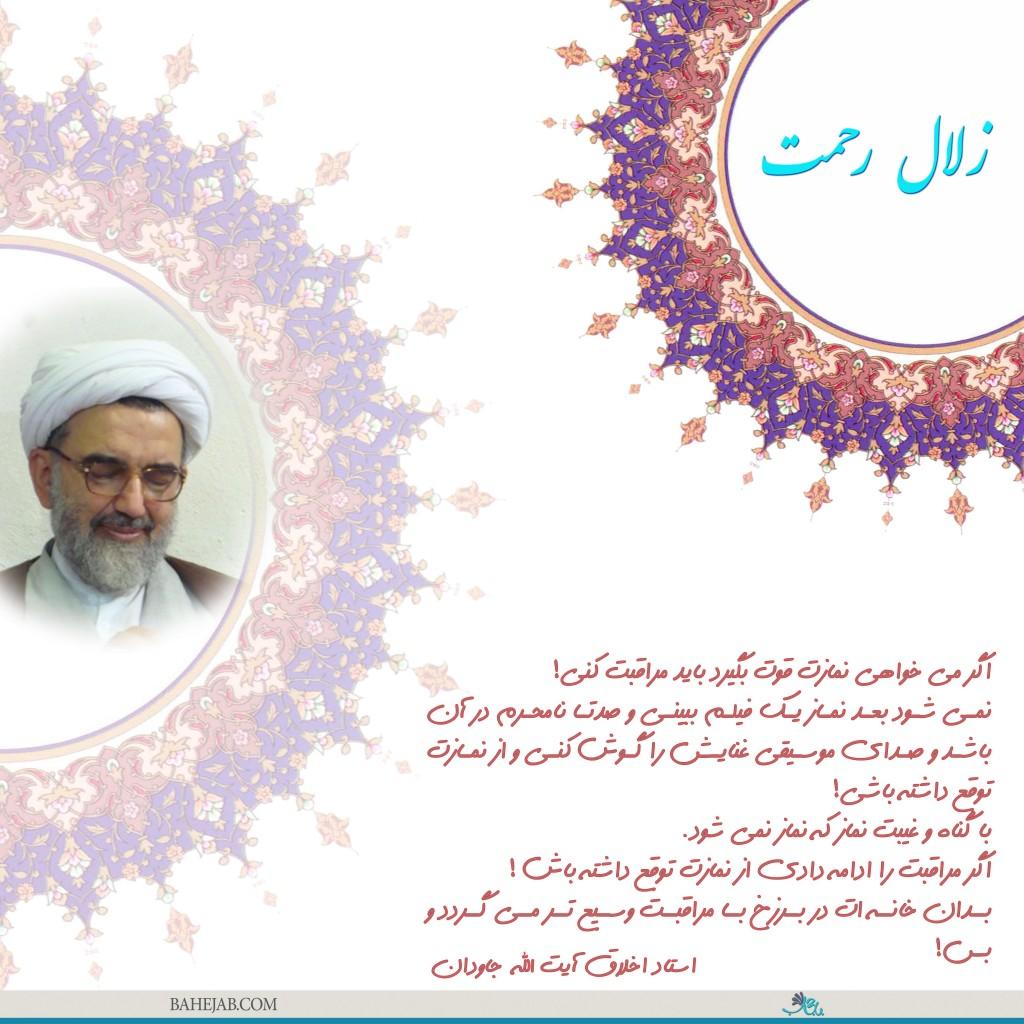 زلال رحمت
اگر می خواهی نمازت قوت بگیرد باید مراقبت کنی!
نمی شود بعد نماز یک فیلم ببینی و صدتا نامحرم در آن
باشد و صدای موسیقی غنایش را گوش کنی و از نمازت
توقع داشته باشی!
با گناه و غیبت نماز که نماز نمی شود.
اگر مراقبت را ادامه دادی از نمازت توقع داشته باش!
بدان خانه ات در برزخ با مراقبت وسیع تر می گردد و
بس!
استاد اخلاق آیت الله جاودان
BAHEJAB.COM